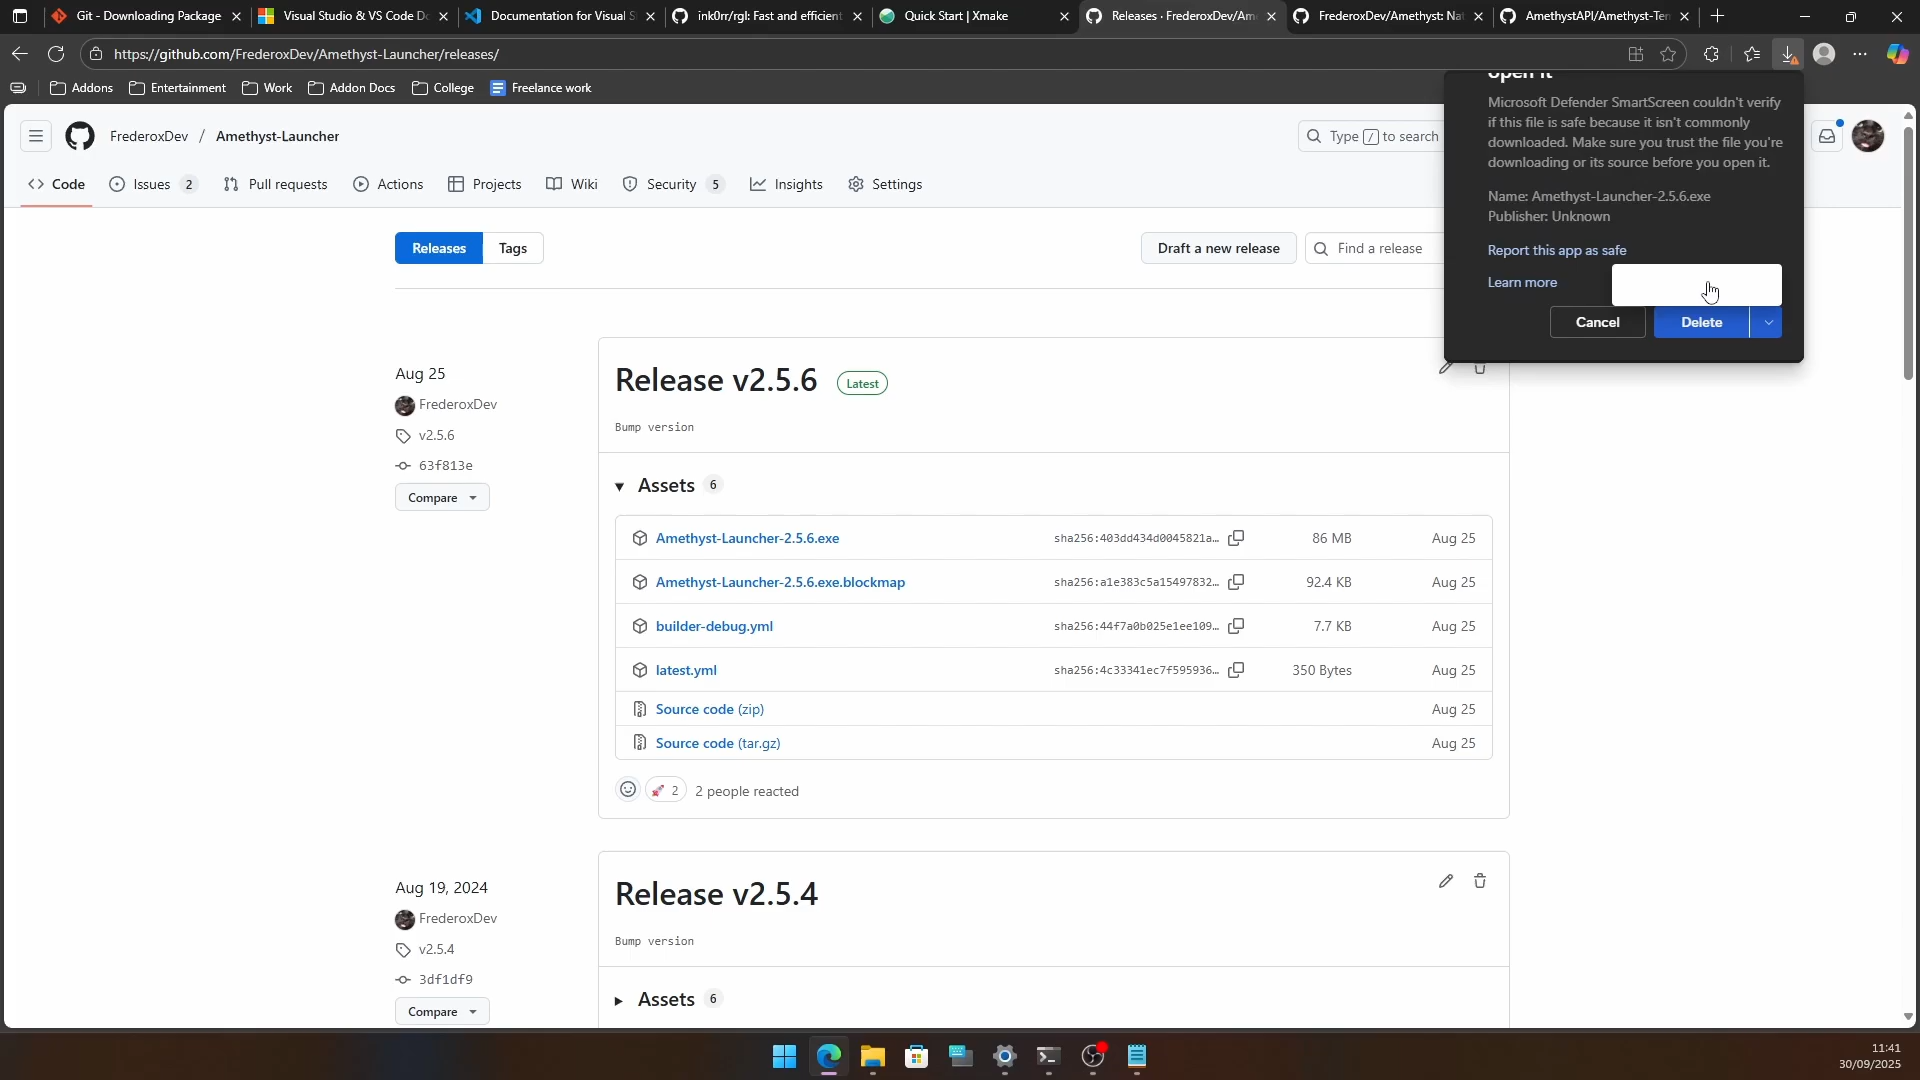 Git - Downloading Package
Visual Studio & VS Code Do
Documentation for Visual S
ink0rr/rgl: Fast and efficient
Quick Start | Xmake
Releases · FrederoxDev/Am
FrederoxDev/Amethyst: Nat
AmethystAPI/Amethyst-Tem
https://github.com/FrederoxDev/Amethyst-Launcher/releases/
Addons
Entertainment
Work
Addon Docs
College
Freelance work
open it
Microsoft Defender SmartScreen couldn't verify
if this file is safe because it isn't commonly
downloaded. Make sure you trust the file you're
downloading or its source before you open it.
Name: Amethyst-Launcher-2.5.6.exe
Publisher: Unknown
Report this app as safe
Learn more
Cancel
Delete
FrederoxDev / Amethyst-Launcher
Type / to search
Code
Issues 2
Pull requests
Actions
Projects
Wiki
Security 5
Insights
Settings
Releases
Tags
Draft a new release
Find a release
Aug 25
FrederoxDev
v2.5.6
63f813e
Compare
Release v2.5.6 Latest
Bump version
Assets 6
Amethyst-Launcher-2.5.6.exe sha256:403dd434d0045821a… 86 MB Aug 25
Amethyst-Launcher-2.5.6.exe.blockmap sha256:a1e383c5a15497832… 92.4 KB Aug 25
builder-debug.yml sha256:44f7a0b025e1ee109… 7.7 KB Aug 25
latest.yml sha256:4c33341ec7f595936… 350 Bytes Aug 25
Source code (zip) Aug 25
Source code (tar.gz) Aug 25
2 2 people reacted
Aug 19, 2024
FrederoxDev
v2.5.4
3df1df9
Compare
Release v2.5.4
Bump version
Assets 6
11:41
30/09/2025